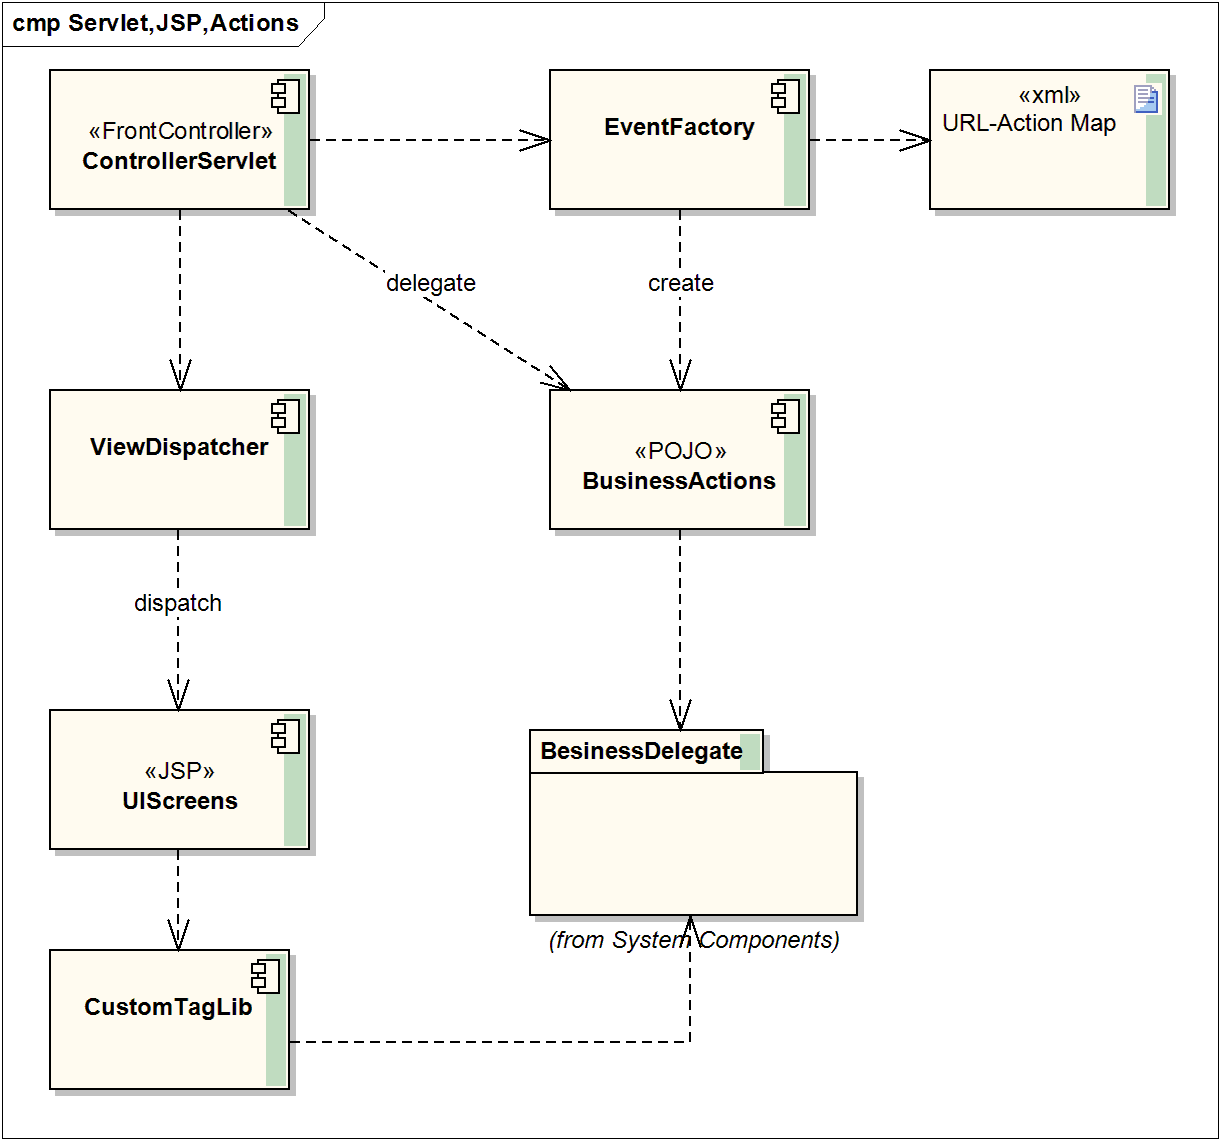 cmp Servlet,JSP,Actions
«FrontController»
ControllerServlet
EventFactory
«xml»
URL-Action Map
delegate
create
ViewDispatcher
«POJO»
BusinessActions
dispatch
«JSP»
UIScreens
BesinessDelegate
(from System Components)
CustomTagLib